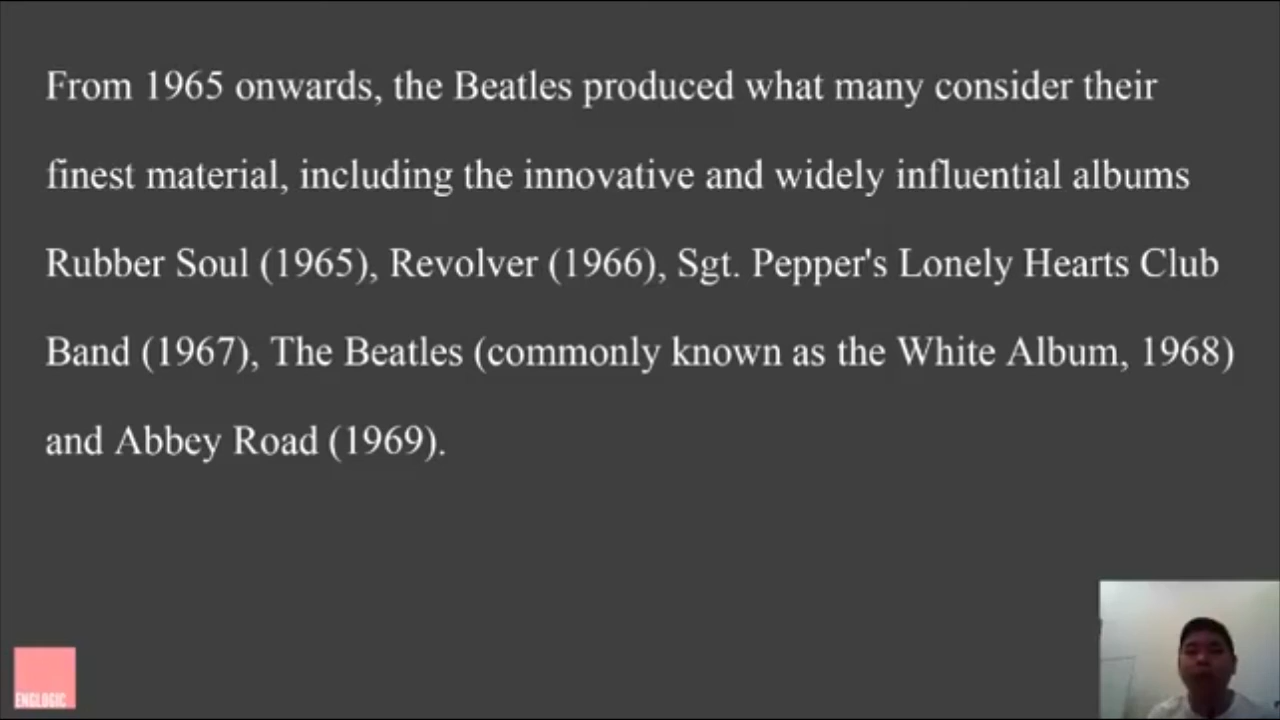 From 1965 onwards, the Beatles produced what many consider their
finest material, including the innovative and widely influential albums
Rubber Soul (1965), Revolver (1966), Sgt. Pepper's Lonely Hearts Club
Band (1967), The Beatles (commonly known as the White Album, 1968)
and Abbey Road (1969).
ENGLOGIC